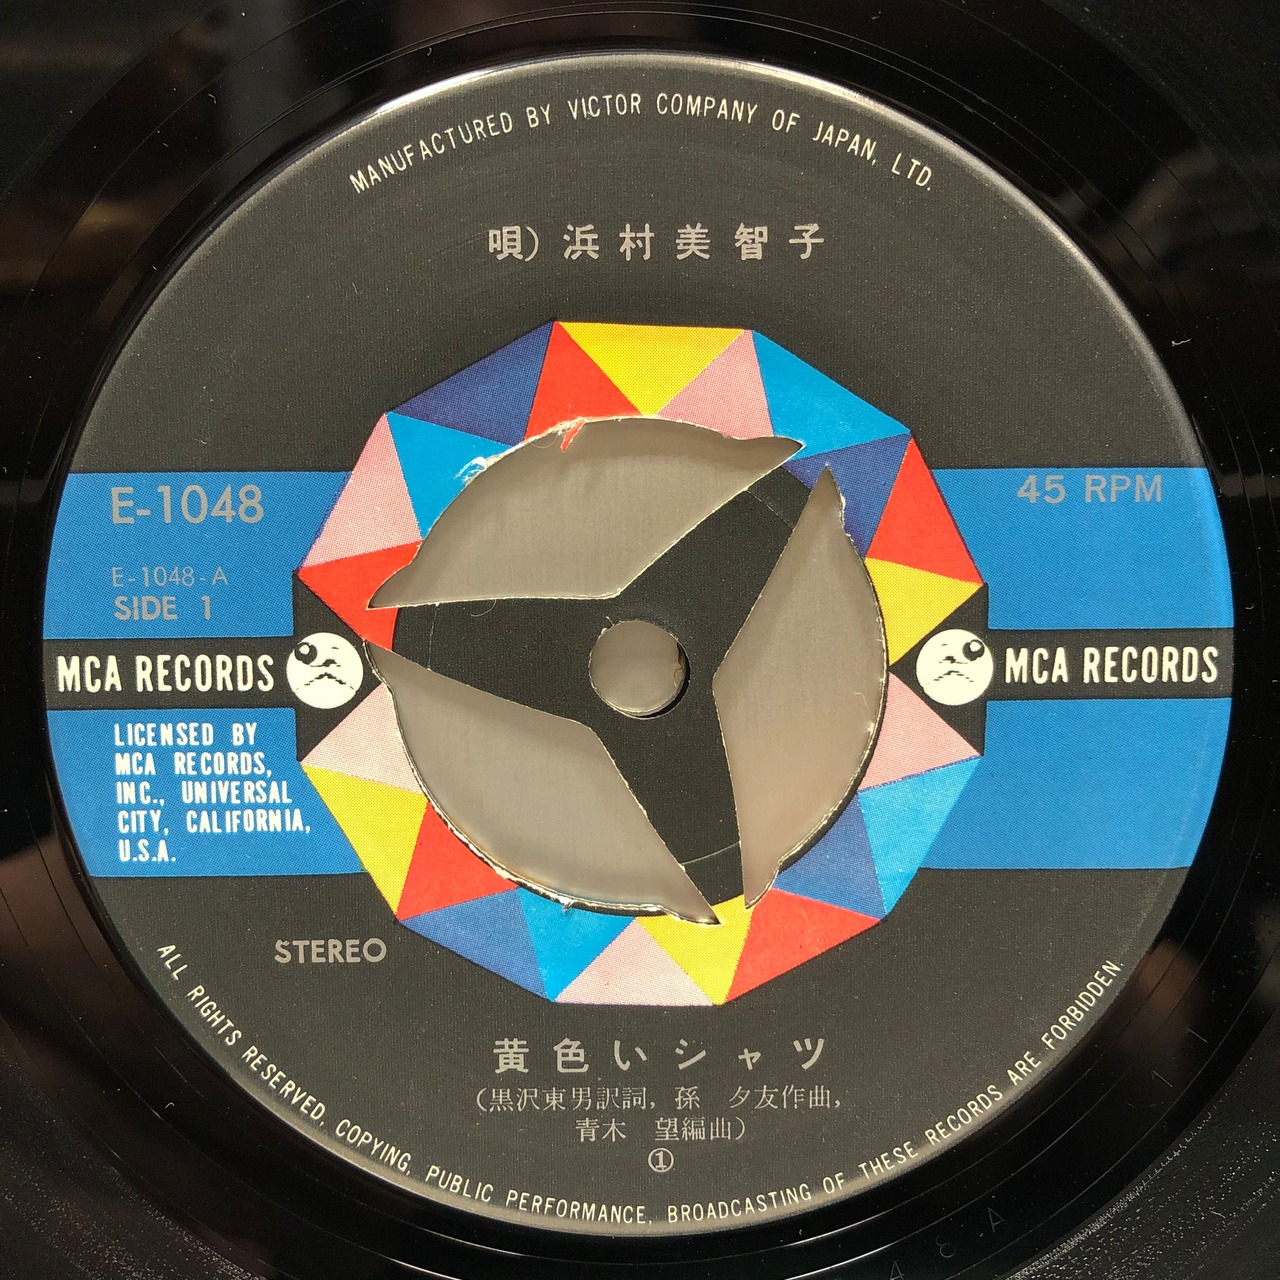 MANUFACTURED BY VICTOR COMPANY OF JAPAN, LTD.
唄) 浜村美智子
E-1048
45 RPM
E-1048-A
SIDE 1
MCA RECORDS
MCA RECORDS
LICENSED BY
MCA RECORDS,
INC., UNIVERSAL
CITY, CALIFORNIA,
U.S.A.
STEREO
黄色いシャツ
(黒沢東男訳詞, 孫 夕友作曲,
青木 望編曲)
①
ALL RIGHTS RESERVED, COPYING, PUBLIC PERFORMANCE, BROADCASTING OF THESE RECORDS ARE FORBIDDEN.